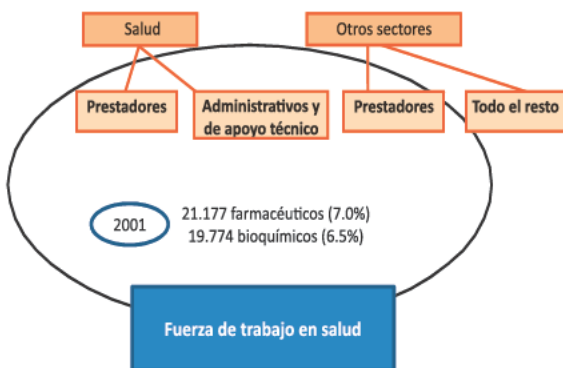 Salud
Otros sectores
Prestadores
Administrativos y
de apoyo técnico
Prestadores
Todo el resto
2001
21.177 farmacéuticos (7.0%)
19.774 bioquímicos (6.5%)
Fuerza de trabajo en salud